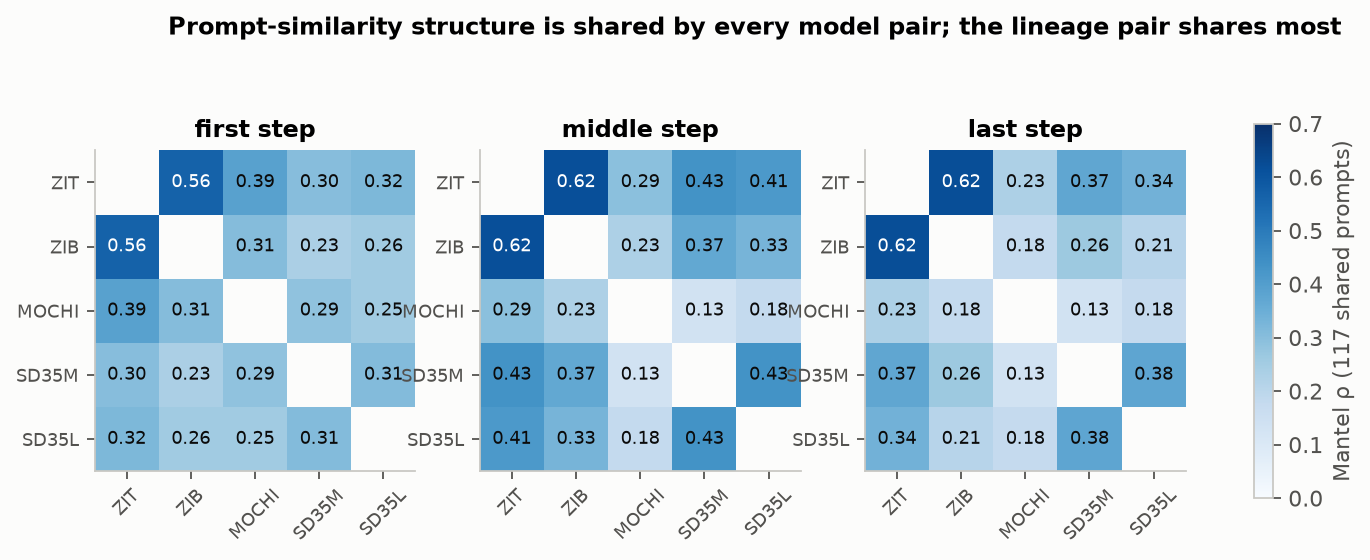 Prompt-similarity structure is shared by every model pair; the lineage pair shares most
first step
middle step
last step
ZIT 0.56 0.39 0.30 0.32
ZIB 0.56 0.31 0.23 0.26
MOCHI 0.39 0.31 0.29 0.25
SD35M 0.30 0.23 0.29 0.31
SD35L 0.32 0.26 0.25 0.31
ZIT ZIB MOCHI SD35M SD35L
ZIT 0.62 0.29 0.43 0.41
ZIB 0.62 0.23 0.37 0.33
MOCHI 0.29 0.23 0.13 0.18
SD35M 0.43 0.37 0.13 0.43
SD35L 0.41 0.33 0.18 0.43
ZIT ZIB MOCHI SD35M SD35L
ZIT 0.62 0.23 0.37 0.34
ZIB 0.62 0.18 0.26 0.21
MOCHI 0.23 0.18 0.13 0.18
SD35M 0.37 0.26 0.13 0.38
SD35L 0.34 0.21 0.18 0.38
ZIT ZIB MOCHI SD35M SD35L
0.7
0.6
0.5
0.4
0.3
0.2
0.1
0.0
Mantel ρ (117 shared prompts)